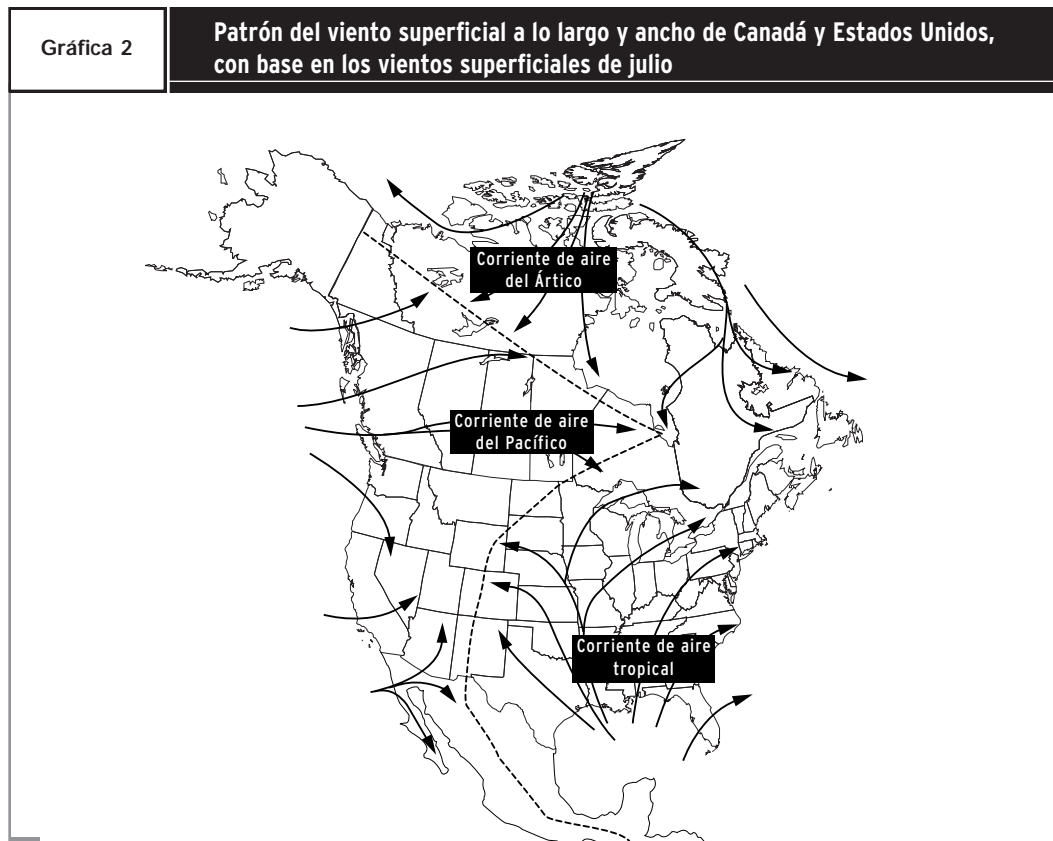 Gráfica 2
Patrón del viento superficial a lo largo y ancho de Canadá y Estados Unidos,
con base en los vientos superficiales de julio
Corriente de aire
del Ártico
Corriente de aire
del Pacífico
Corriente de aire
tropical